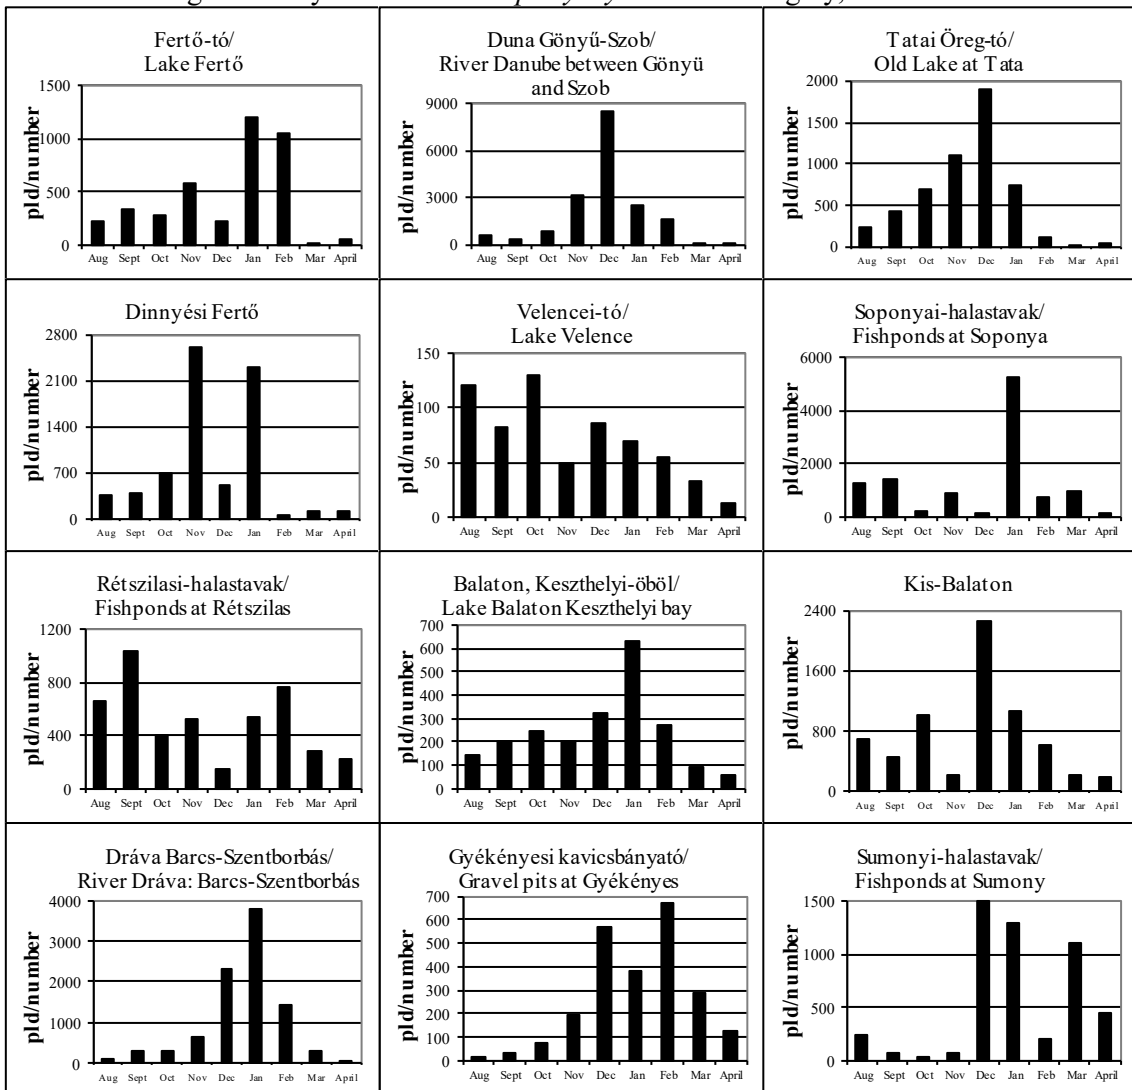 Fertő-tó/
Lake Fertő
pld/number
1500
1000
500
0
Aug Sept Oct Nov Dec Jan Feb Mar April
Duna Gönyű-Szob/
River Danube between Gönyü
and Szob
pld/number
9000
6000
3000
0
Aug Sept Oct Nov Dec Jan Feb Mar April
Tatai Öreg-tó/
Old Lake at Tata
pld/number
2000
1500
1000
500
0
Aug Sept Oct Nov Dec Jan Feb Mar April
Dinnyési Fertő
pld/number
2800
2100
1400
700
0
Aug Sept Oct Nov Dec Jan Feb Mar April
Velencei-tó/
Lake Velence
pld/number
150
100
50
0
Aug Sept Oct Nov Dec Jan Feb Mar April
Soponyai-halastavak/
Fishponds at Soponya
pld/number
6000
4000
2000
0
Aug Sept Oct Nov Dec Jan Feb Mar April
Rétszilasi-halastavak/
Fishponds at Rétszilas
pld/number
1200
800
400
0
Aug Sept Oct Nov Dec Jan Feb Mar April
Balaton, Keszthelyi-öböl/
Lake Balaton Keszthelyi bay
pld/number
700
600
500
400
300
200
100
0
Aug Sept Oct Nov Dec Jan Feb Mar April
Kis-Balaton
pld/number
2400
1600
800
0
Aug Sept Oct Nov Dec Jan Feb Mar April
Dráva Barcs-Szentborbás/
River Dráva: Barcs-Szentborbás
pld/number
4000
3000
2000
1000
0
Aug Sept Oct Nov Dec Jan Feb Mar April
Gyékényesi kavicsbányató/
Gravel pits at Gyékényes
pld/number
700
600
500
400
300
200
100
0
Aug Sept Oct Nov Dec Jan Feb Mar April
Sumonyi-halastavak/
Fishponds at Sumony
pld/number
1500
1000
500
0
Aug Sept Oct Nov Dec Jan Feb Mar April